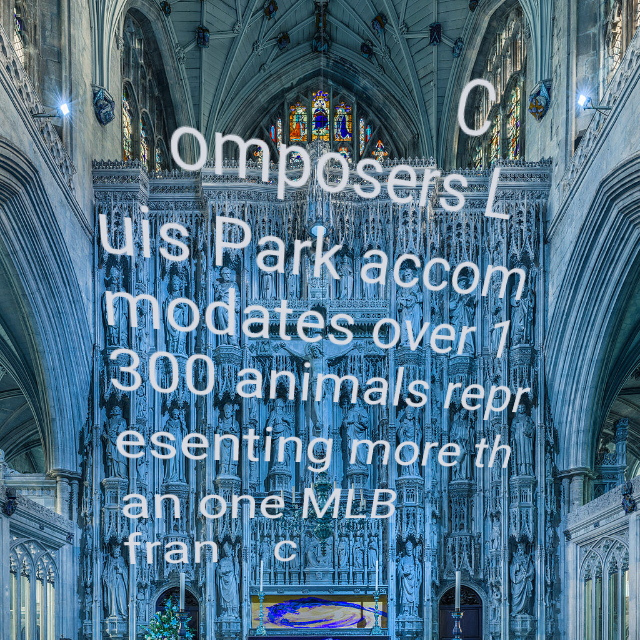 C
omposers L
uis Park accom
modates over 1
300 animals repr
esenting more th
an one MLB
fran c